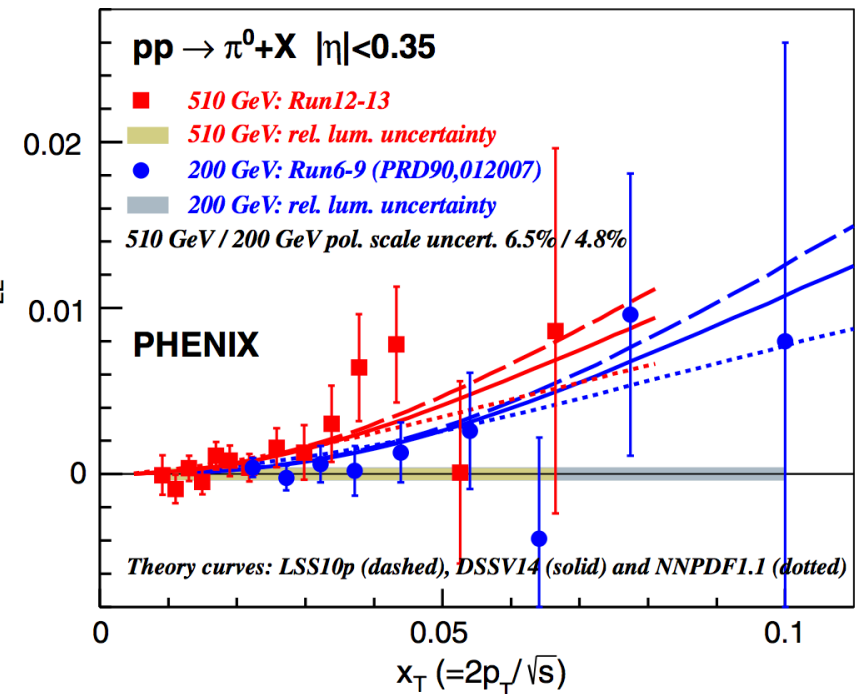 pp → π⁰+X |η|<0.35
510 GeV: Run12-13
510 GeV: rel. lum. uncertainty
0.02
200 GeV: Run6-9 (PRD90,012007)
200 GeV: rel. lum. uncertainty
510 GeV / 200 GeV pol. scale uncert. 6.5% / 4.8%
0.01
PHENIX
0
Theory curves: LSS10p (dashed), DSSV14 (solid) and NNPDF1.1 (dotted)
0 0.05 0.1
x_T (=2p_T/√s)